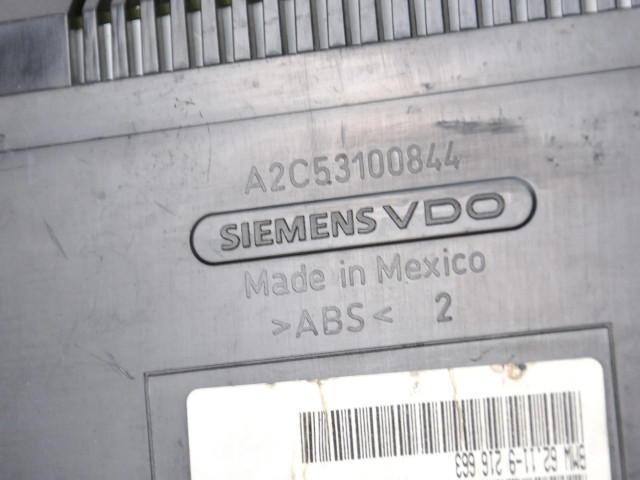 A2C53100844
SIEMENS VDO
Made in Mexico
>ABS< 2
BMW 62.11-9 216 663